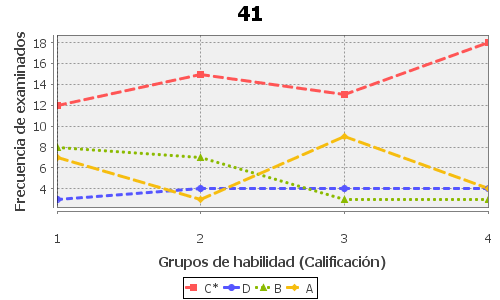 41
Frecuencia de examinados
18
16
14
12
10
8
6
4
1 2 3 4
Grupos de habilidad (Calificación)
C* D B A